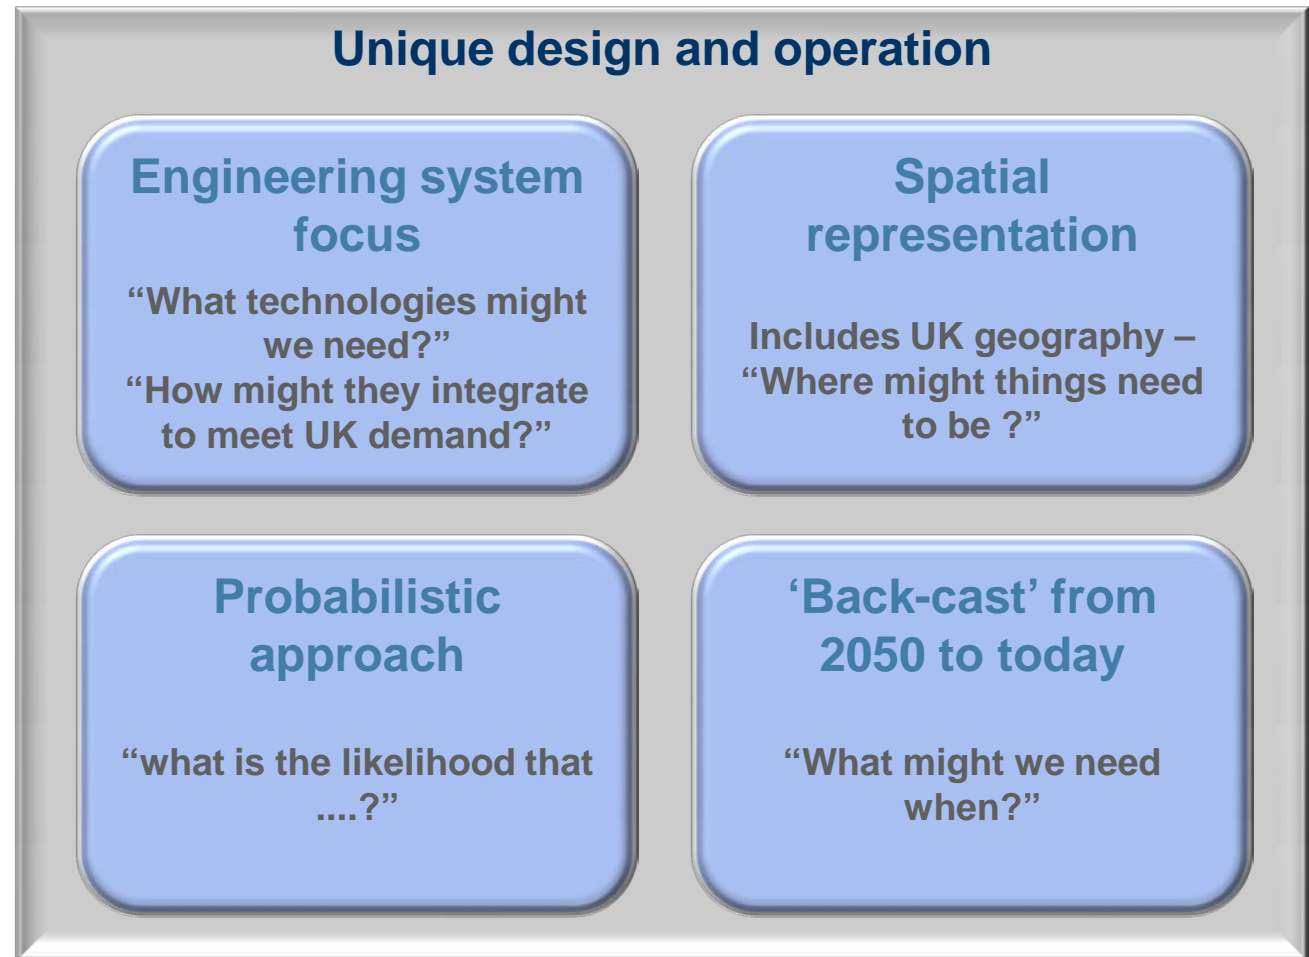 Unique design and operation
Engineering system
focus
“What technologies might
we need?”
“How might they integrate
to meet UK demand?”
Spatial
representation
Includes UK geography –
“Where might things need
to be ?”
Probabilistic
approach
“what is the likelihood that
....?”
‘Back-cast’ from
2050 to today
“What might we need
when?”